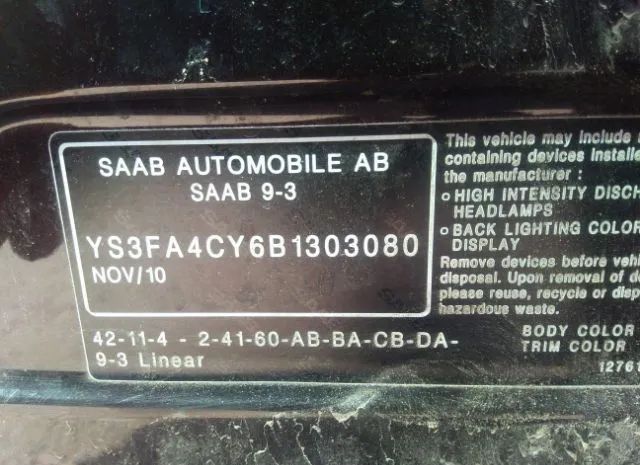 SAAB AUTOMOBILE AB
SAAB 9-3
YS3FA4CY6B1303080
NOV/10
42-11-4 - 2-41-60-AB-BA-CB-DA-
9-3 Linear
This vehicle may include
containing devices installe
the manufacturer :
o HIGH INTENSITY DISCH
HEADLAMPS
o BACK LIGHTING COLOR
DISPLAY
Remove devices before vehi
disposal. Upon removal of de
please reuse, recycle or disp
hazardous waste.
BODY COLOR
TRIM COLOR
12761